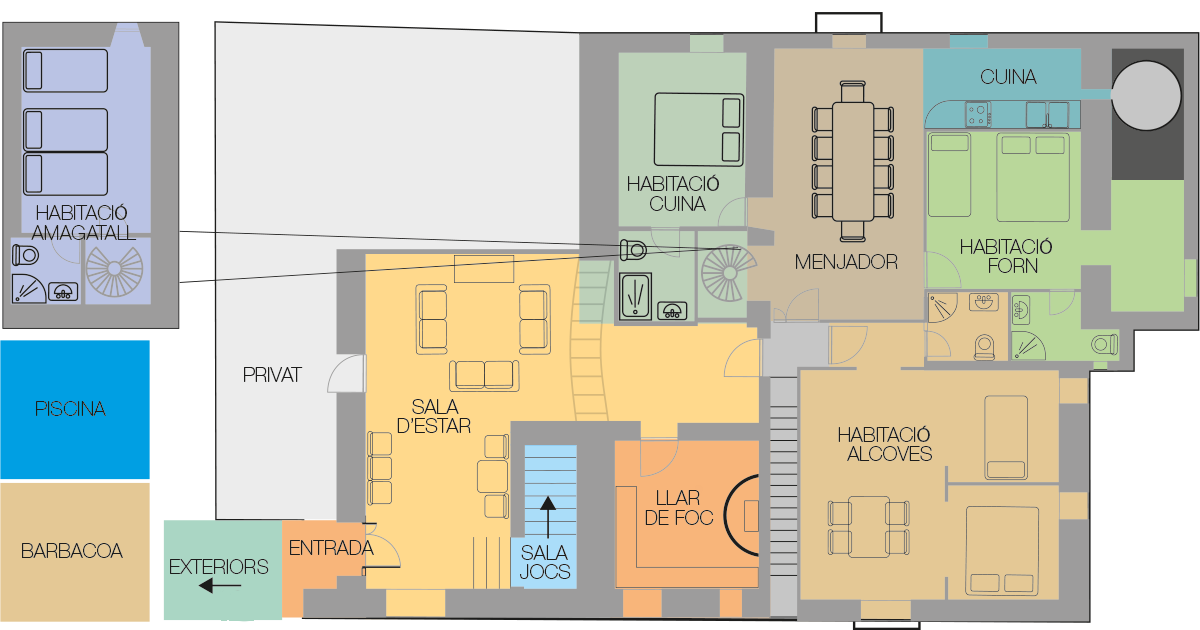 HABITACIÓ
AMAGATALL
PISCINA
BARBACOA
PRIVAT
EXTERIORS
ENTRADA
SALA
D'ESTAR
SALA
JOCS
LLAR
DE FOC
HABITACIÓ
CUINA
MENJADOR
CUINA
HABITACIÓ
FORN
HABITACIÓ
ALCOVES